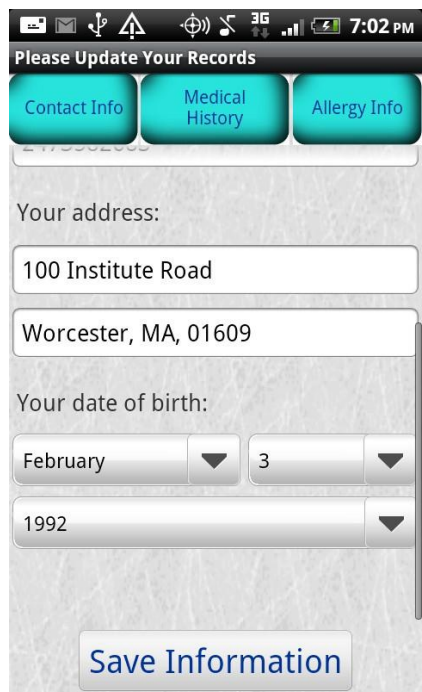 3G
7:02 PM
Please Update Your Records
Contact Info
Medical
History
Allergy Info
Your address:
100 Institute Road
Worcester, MA, 01609
Your date of birth:
February
3
1992
Save Information